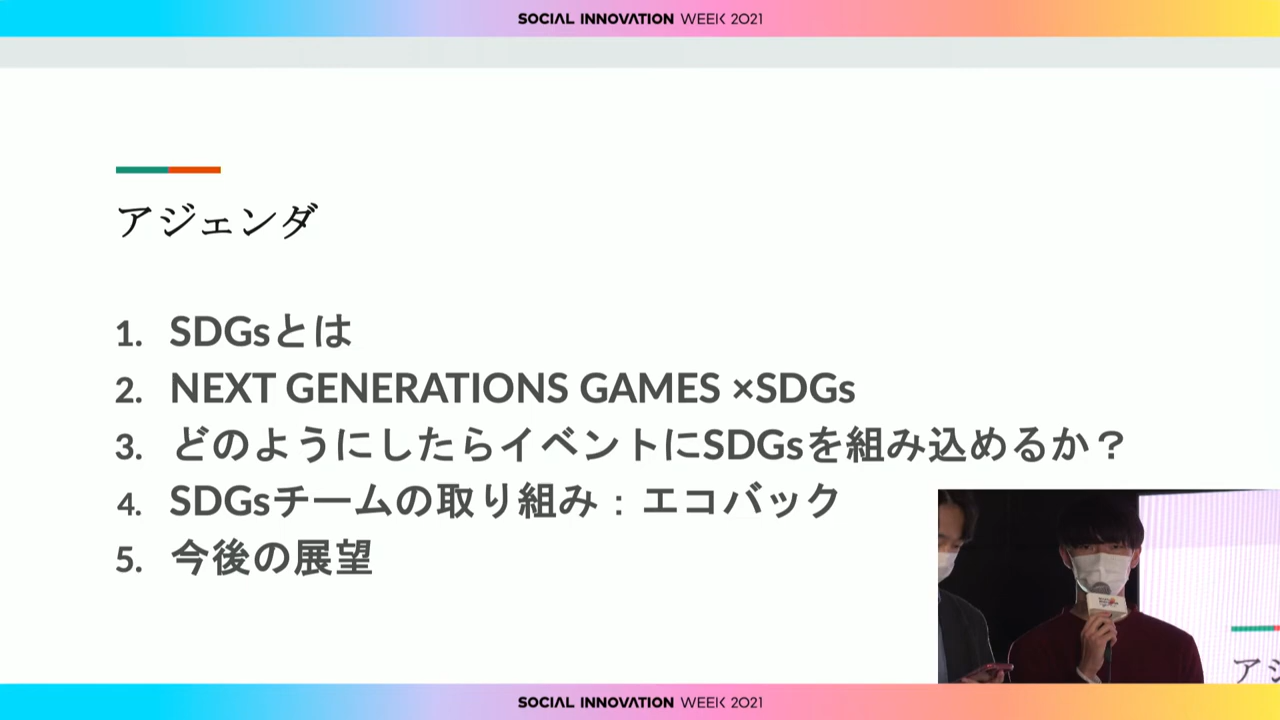 SOCIAL INNOVATION WEEK 2021
アジェンダ
1. SDGsとは
2. NEXT GENERATIONS GAMES ×SDGs
3. どのようにしたらイベントにSDGsを組み込めるか？
4. SDGsチームの取り組み：エコバック
5. 今後の展望
アジ
SOCIAL INNOVATION WEEK 2021